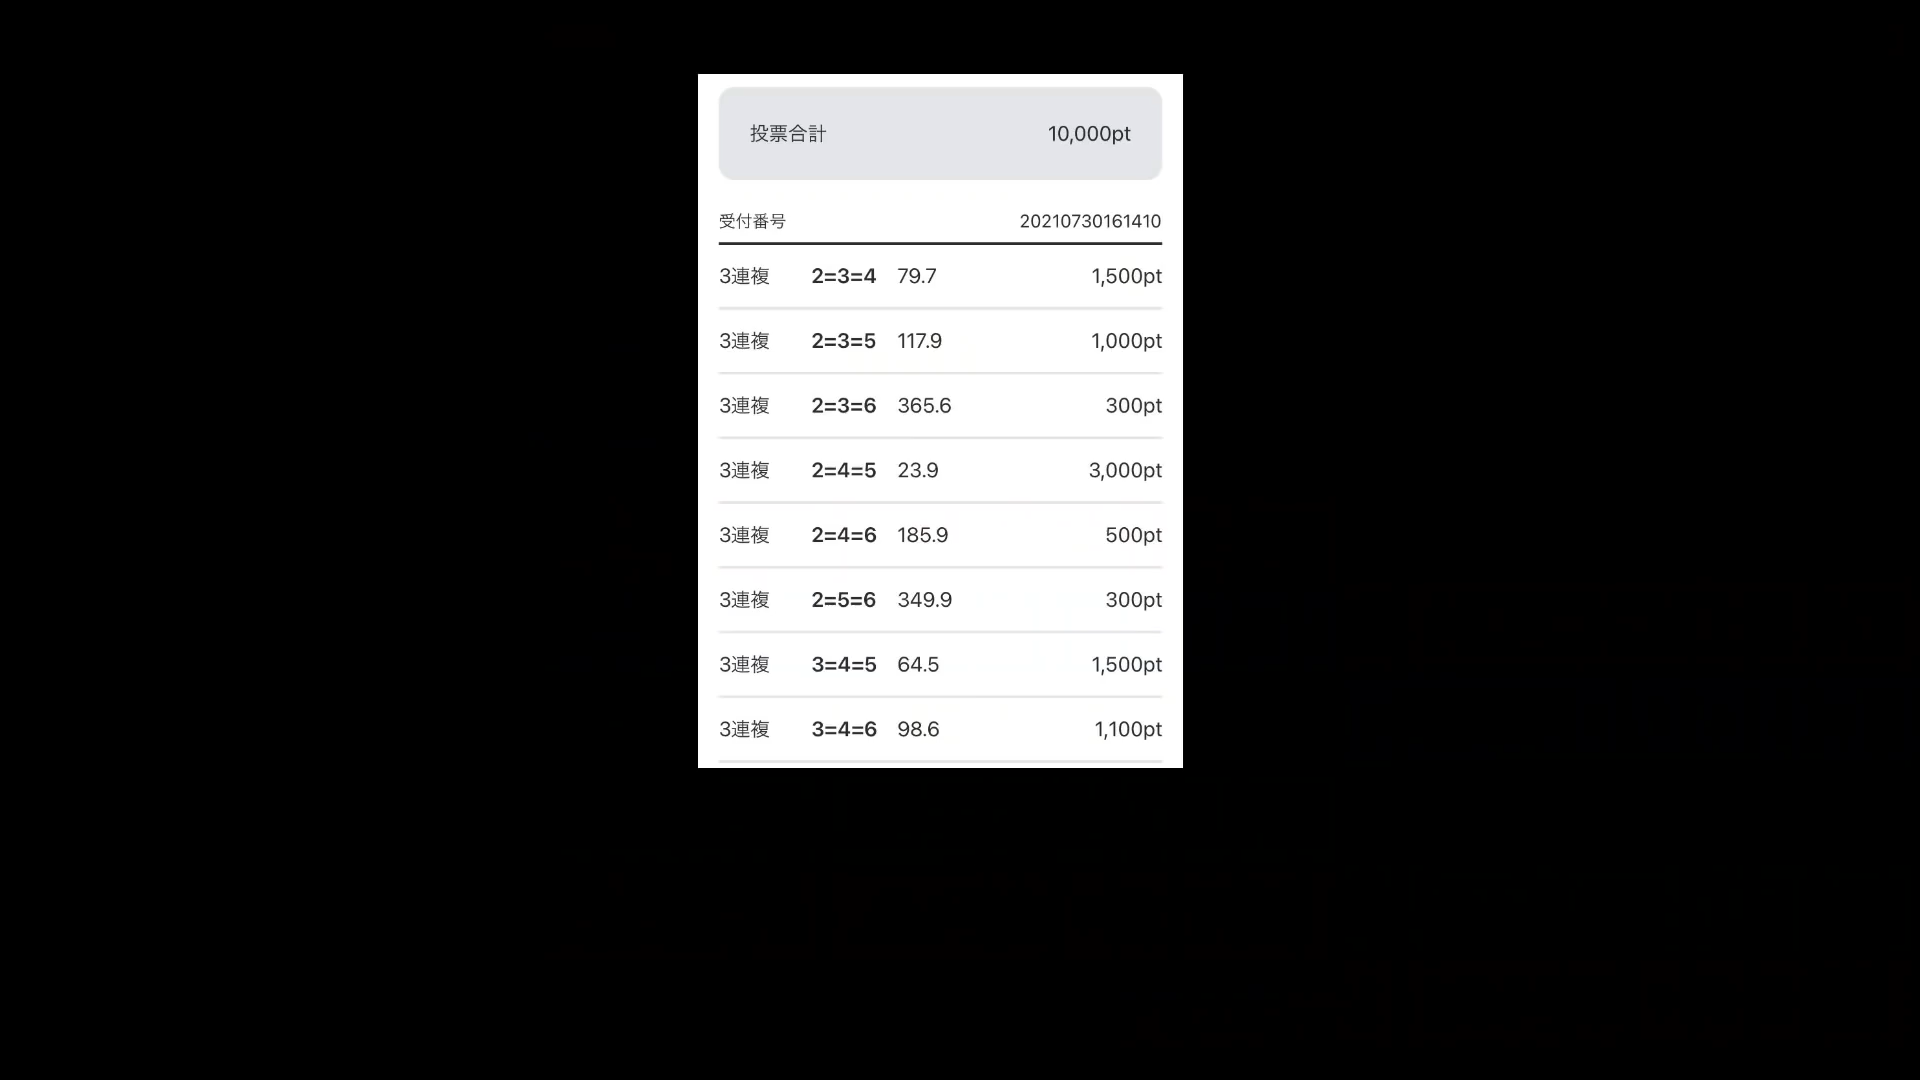 投票合計 10,000pt
受付番号 20210730161410
3連複 2=3=4 79.7 1,500pt
3連複 2=3=5 117.9 1,000pt
3連複 2=3=6 365.6 300pt
3連複 2=4=5 23.9 3,000pt
3連複 2=4=6 185.9 500pt
3連複 2=5=6 349.9 300pt
3連複 3=4=5 64.5 1,500pt
3連複 3=4=6 98.6 1,100pt